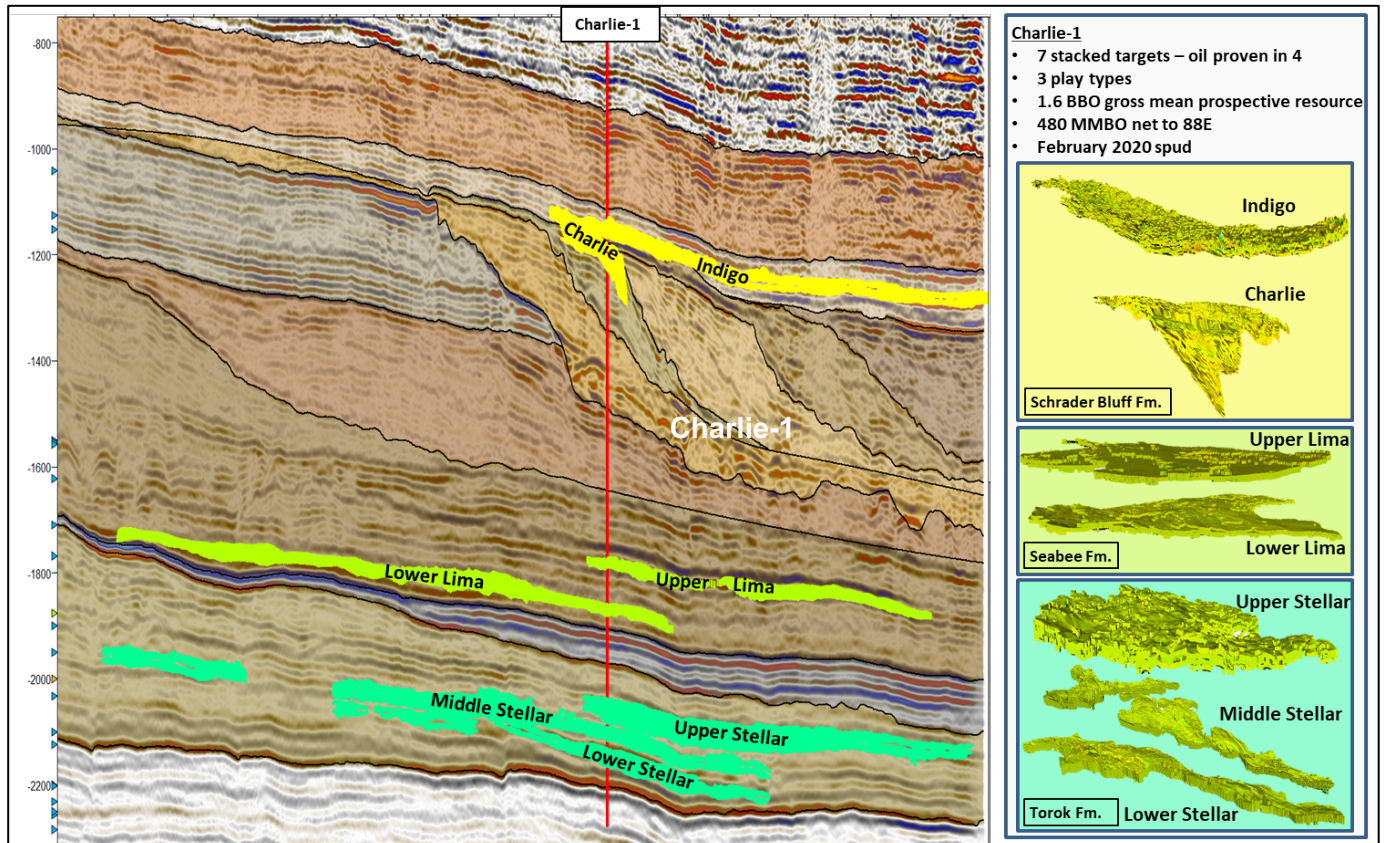 Charlie-1
-800
-1000
-1200
-1400
-1600
-1800
-2000
-2200
Charlie
Indigo
Charlie-1
Lower Lima
Upper Lima
Middle Stellar
Upper Stellar
Lower Stellar
Charlie-1
• 7 stacked targets – oil proven in 4
• 3 play types
• 1.6 BBO gross mean prospective resource
• 480 MMBO net to 88E
• February 2020 spud
Indigo
Charlie
Schrader Bluff Fm.
Upper Lima
Seabee Fm.
Lower Lima
Upper Stellar
Middle Stellar
Torok Fm.
Lower Stellar